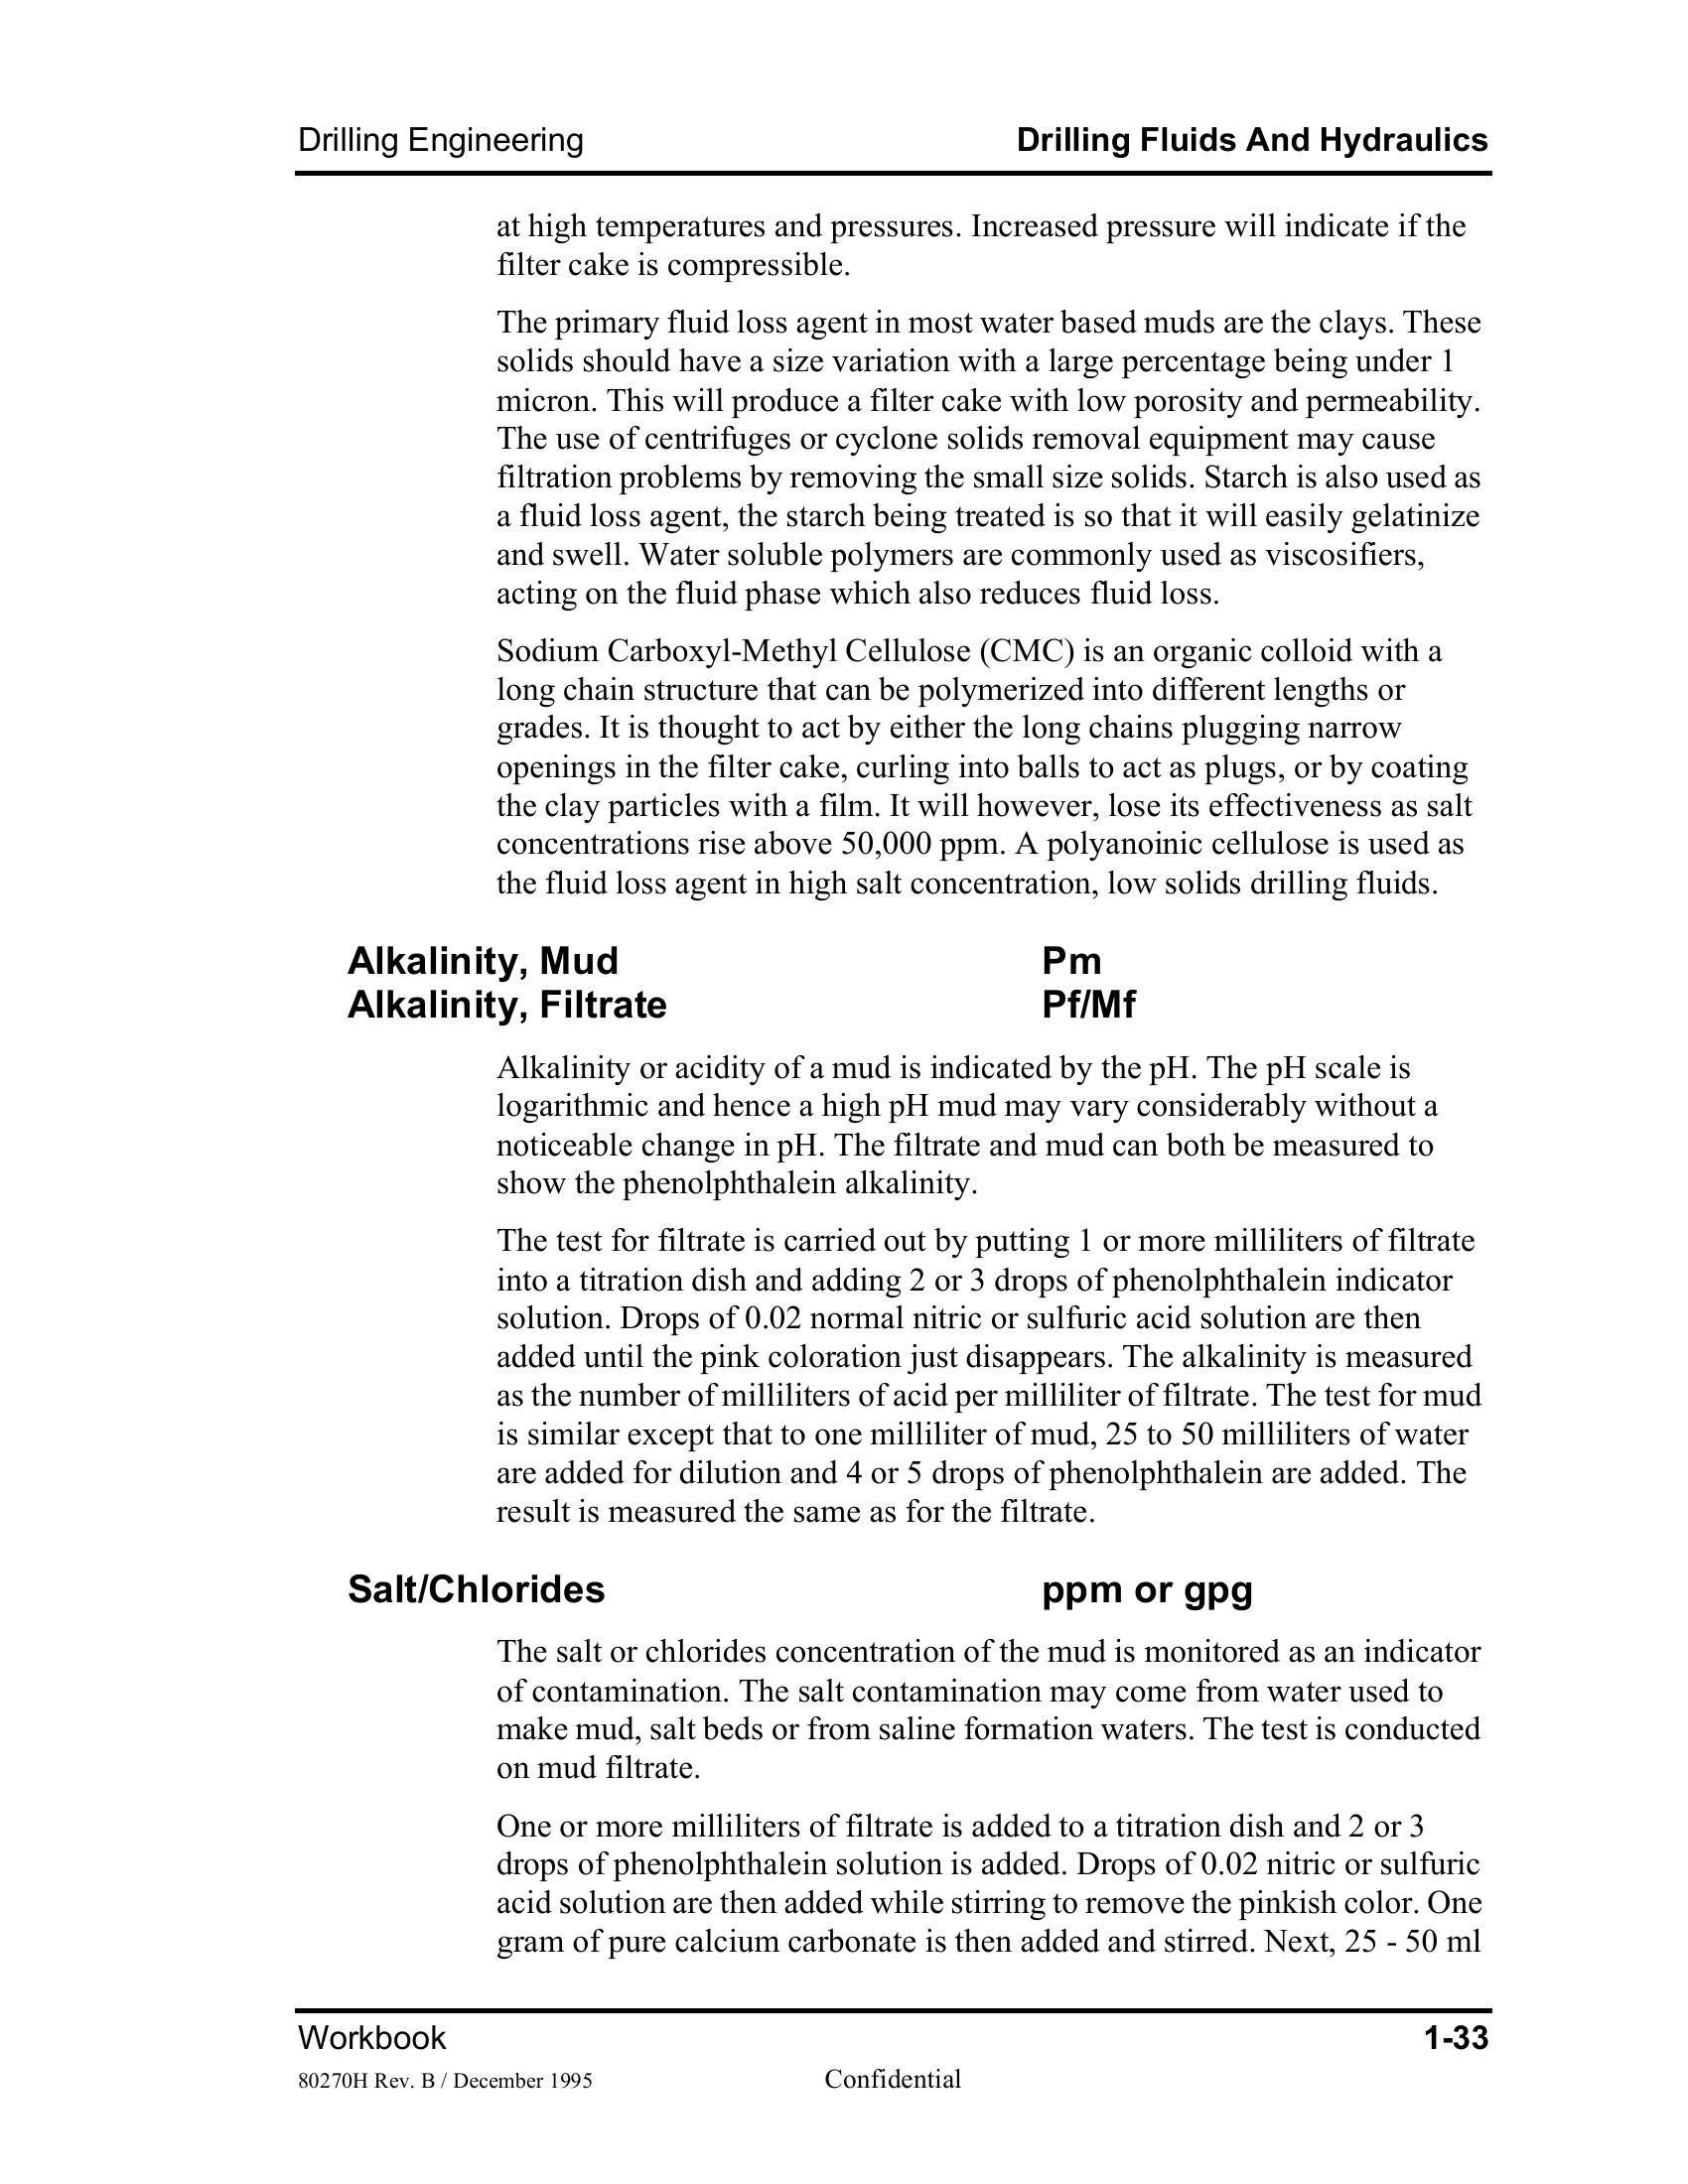 Drilling Engineering Drilling Fluids And Hydraulics
at high temperatures and pressures. Increased pressure will indicate if the
filter cake is compressible.
The primary fluid loss agent in most water based muds are the clays. These
solids should have a size variation with a large percentage being under 1
micron. This will produce a filter cake with low porosity and permeability.
The use of centrifuges or cyclone solids removal equipment may cause
filtration problems by removing the small size solids. Starch is also used as
a fluid loss agent, the starch being treated is so that it will easily gelatinize
and swell. Water soluble polymers are commonly used as viscosifiers,
acting on the fluid phase which also reduces fluid loss.
Sodium Carboxyl-Methyl Cellulose (CMC) is an organic colloid with a
long chain structure that can be polymerized into different lengths or
grades. It is thought to act by either the long chains plugging narrow
openings in the filter cake, curling into balls to act as plugs, or by coating
the clay particles with a film. It will however, lose its effectiveness as salt
concentrations rise above 50,000 ppm. A polyanoinic cellulose is used as
the fluid loss agent in high salt concentration, low solids drilling fluids.
Alkalinity, Mud Pm
Alkalinity, Filtrate Pf/Mf
Alkalinity or acidity of a mud is indicated by the pH. The pH scale is
logarithmic and hence a high pH mud may vary considerably without a
noticeable change in pH. The filtrate and mud can both be measured to
show the phenolphthalein alkalinity.
The test for filtrate is carried out by putting 1 or more milliliters of filtrate
into a titration dish and adding 2 or 3 drops of phenolphthalein indicator
solution. Drops of 0.02 normal nitric or sulfuric acid solution are then
added until the pink coloration just disappears. The alkalinity is measured
as the number of milliliters of acid per milliliter of filtrate. The test for mud
is similar except that to one milliliter of mud, 25 to 50 milliliters of water
are added for dilution and 4 or 5 drops of phenolphthalein are added. The
result is measured the same as for the filtrate.
Salt/Chlorides ppm or gpg
The salt or chlorides concentration of the mud is monitored as an indicator
of contamination. The salt contamination may come from water used to
make mud, salt beds or from saline formation waters. The test is conducted
on mud filtrate.
One or more milliliters of filtrate is added to a titration dish and 2 or 3
drops of phenolphthalein solution is added. Drops of 0.02 nitric or sulfuric
acid solution are then added while stirring to remove the pinkish color. One
gram of pure calcium carbonate is then added and stirred. Next, 25 - 50 ml
Workbook 1-33
80270H Rev. B / December 1995 Confidential